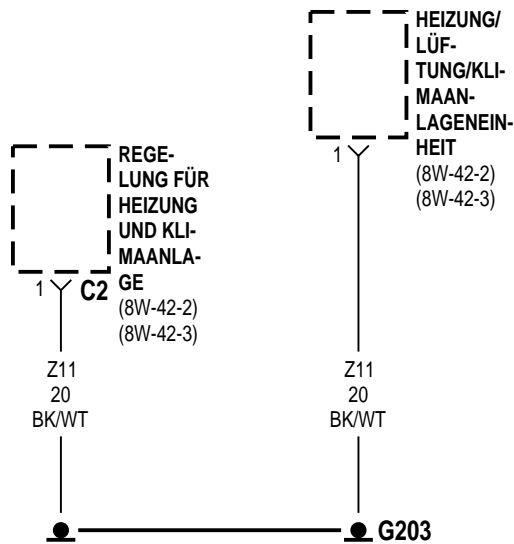 HEIZUNG/
LÜF-
TUNG/KLI-
MAAN-
LAGENEIN-
HEIT
(8W-42-2)
(8W-42-3)
1
REGE-
LUNG FÜR
HEIZUNG
UND KLI-
MAANLA-
GE
(8W-42-2)
(8W-42-3)
1
C2
Z11
20
BK/WT
Z11
20
BK/WT
G203